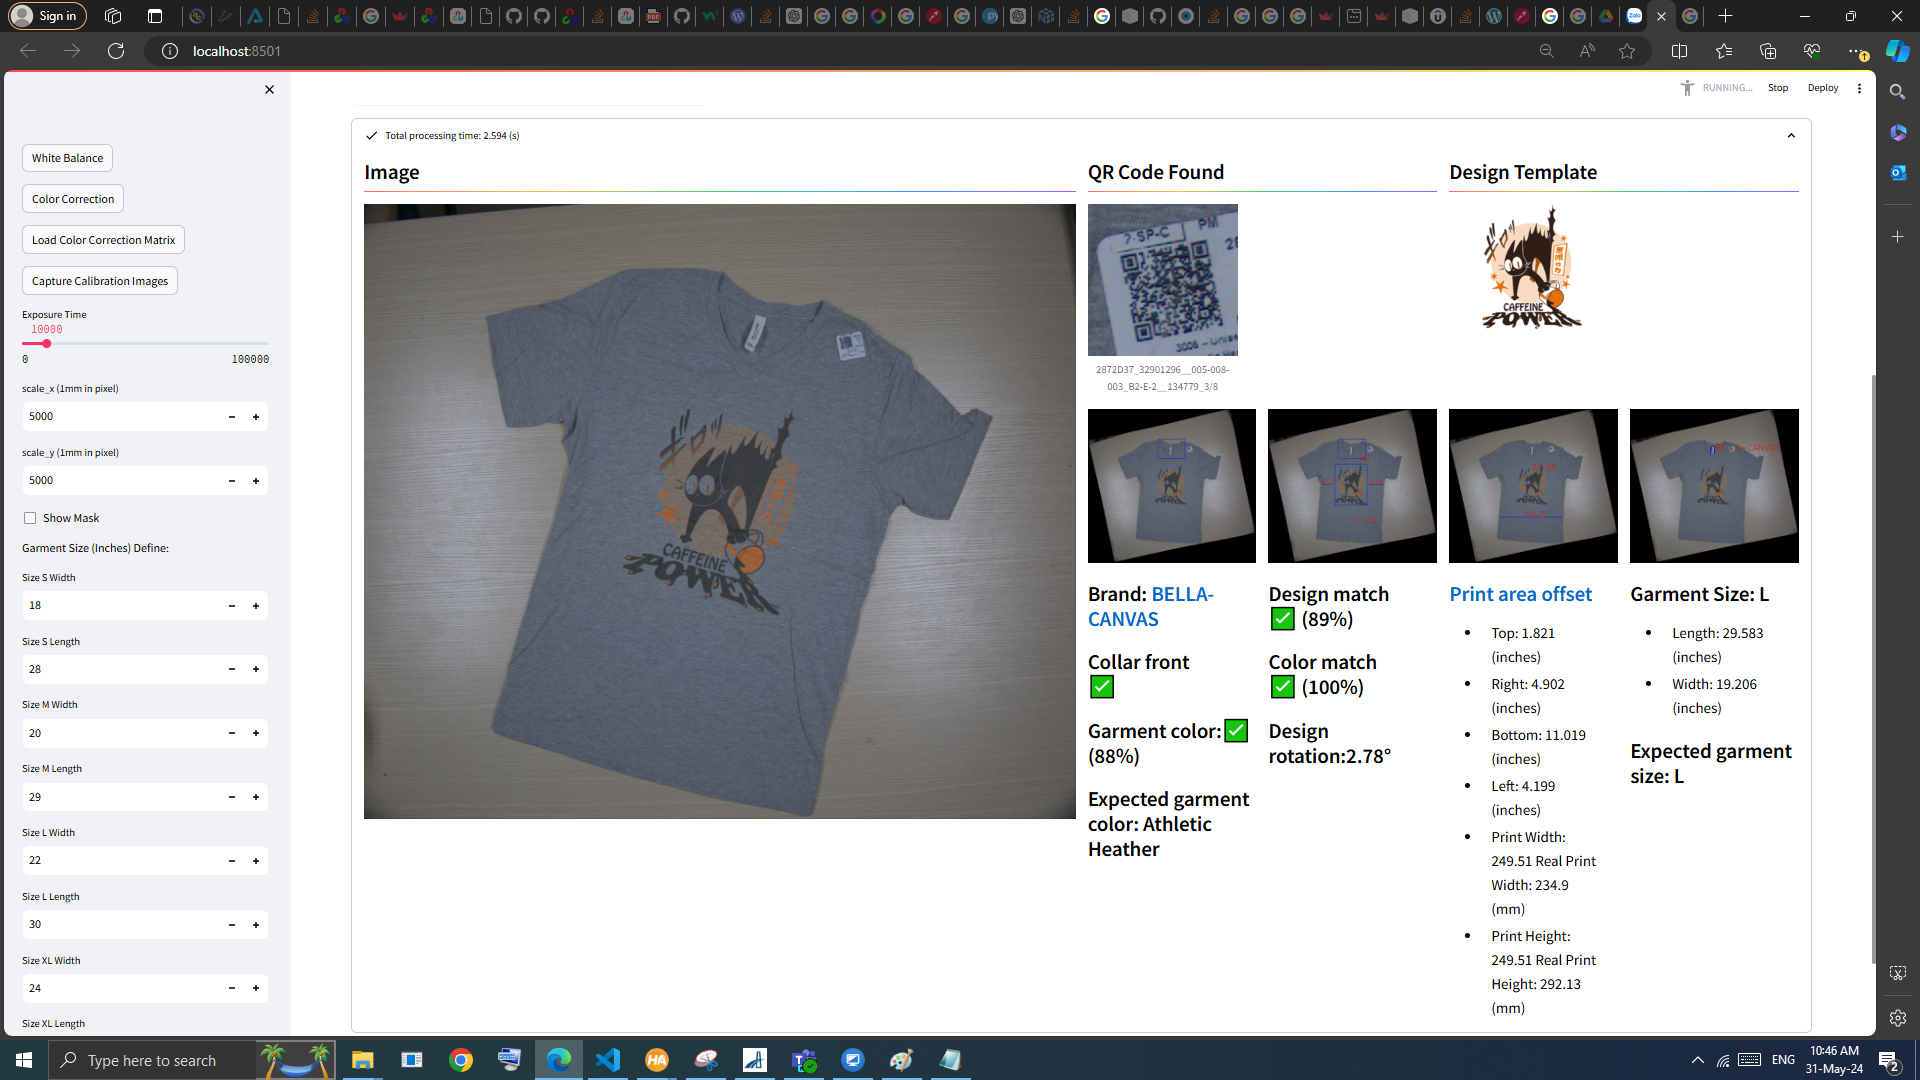 Sign in
localhost:8501
RUNNING...
Stop
Deploy
White Balance
Color Correction
Load Color Correction Matrix
Capture Calibration Images
Exposure Time
10000
0
100000
scale_x (1mm in pixel)
5000
scale_y (1mm in pixel)
5000
Show Mask
Garment Size (Inches) Define:
Size S Width
18
Size S Length
28
Size M Width
20
Size M Length
29
Size L Width
22
Size L Length
30
Size XL Width
24
Size XL Length
Total processing time: 2.594 (s)
Image
CAFFEINE
POWER
QR Code Found
?-SP-C
PM
2872D37_32901296__005-008-
003_B2-E-2__134779_3/8
Design Template
CAFFEINE
POWER
Brand: BELLA-
CANVAS
Collar front
Garment color:
(88%)
Expected garment
color: Athletic
Heather
Design match
(89%)
Color match
(100%)
Design
rotation:2.78°
Print area offset
Top: 1.821
(inches)
Right: 4.902
(inches)
Bottom: 11.019
(inches)
Left: 4.199
(inches)
Print Width:
249.51 Real Print
Width: 234.9
(mm)
Print Height:
249.51 Real Print
Height: 292.13
(mm)
Garment Size: L
Length: 29.583
(inches)
Width: 19.206
(inches)
Expected garment
size: L
Type here to search
ENG
10:46 AM
31-May-24
2